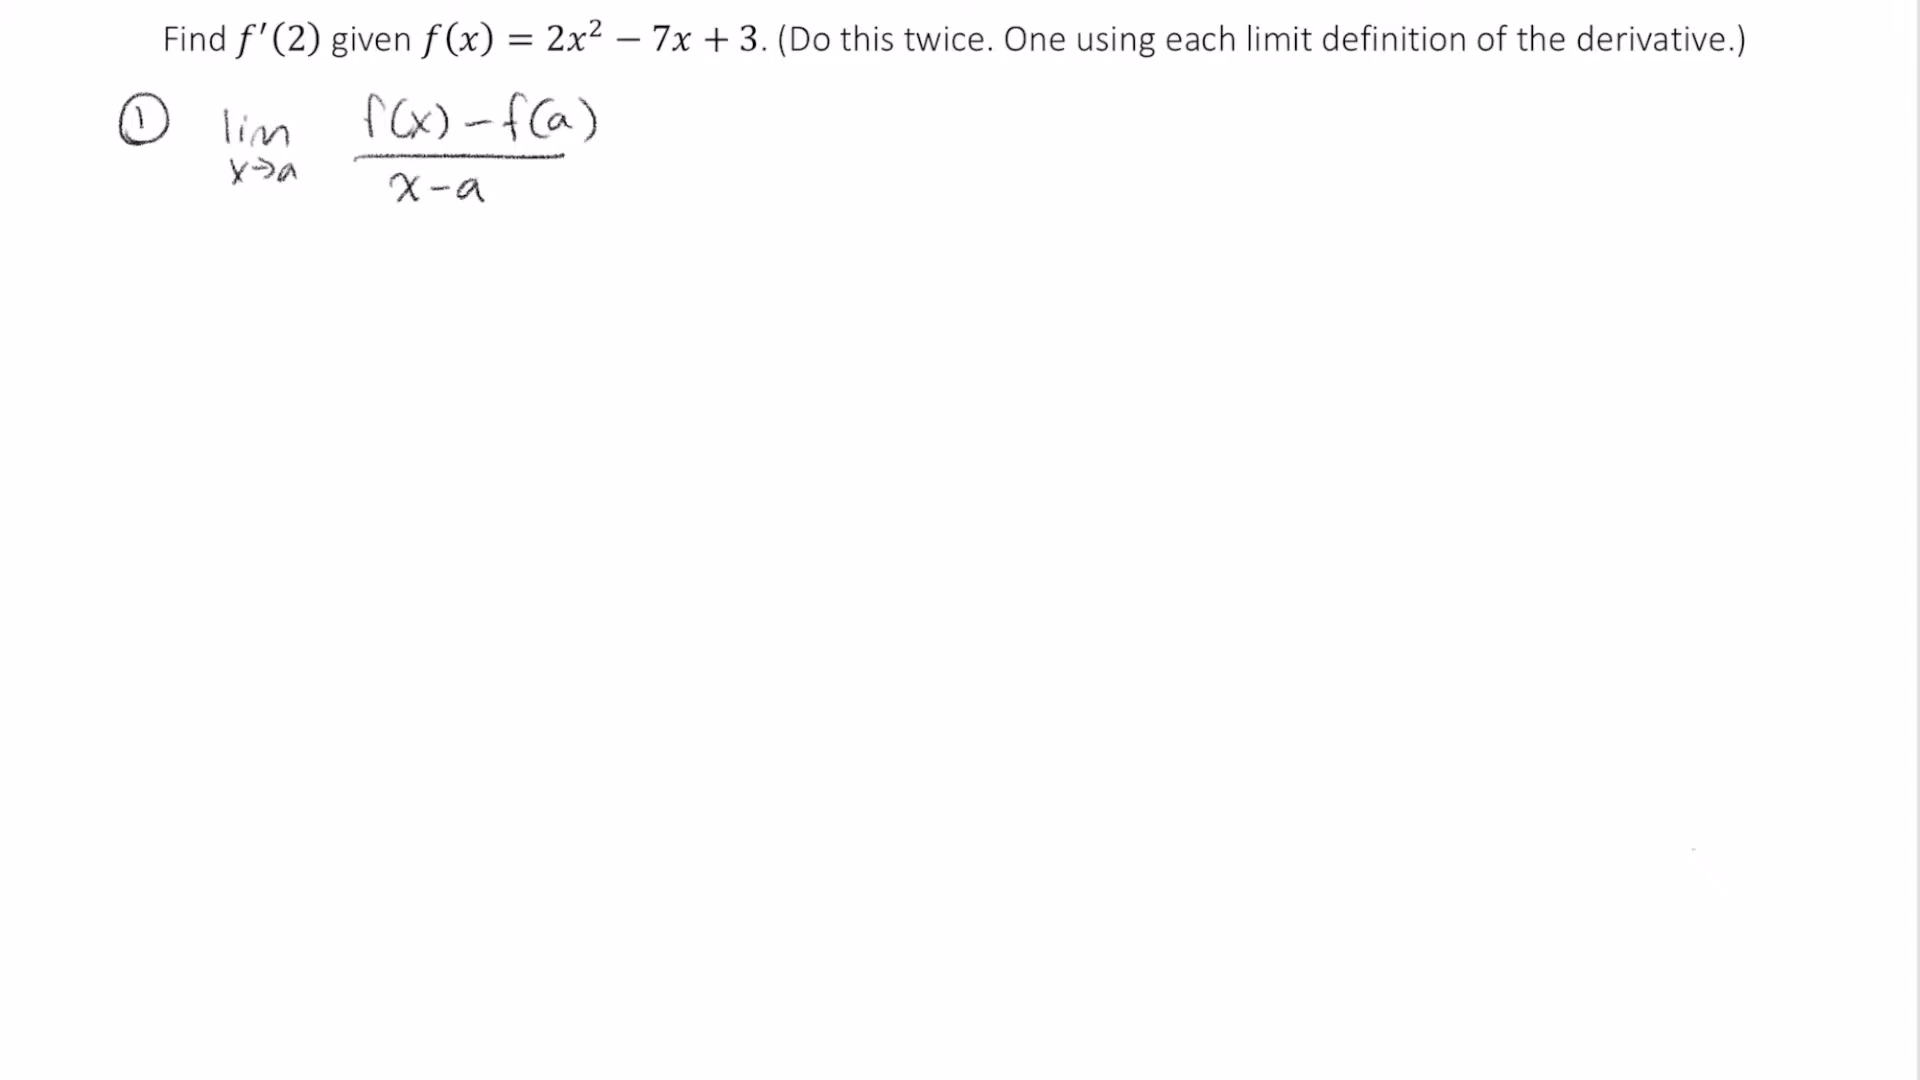 Find f′(2) given f(x) = 2x² − 7x + 3. (Do this twice. One using each limit definition of the derivative.)
① lim x→a (f(x) − f(a)) / (x − a)